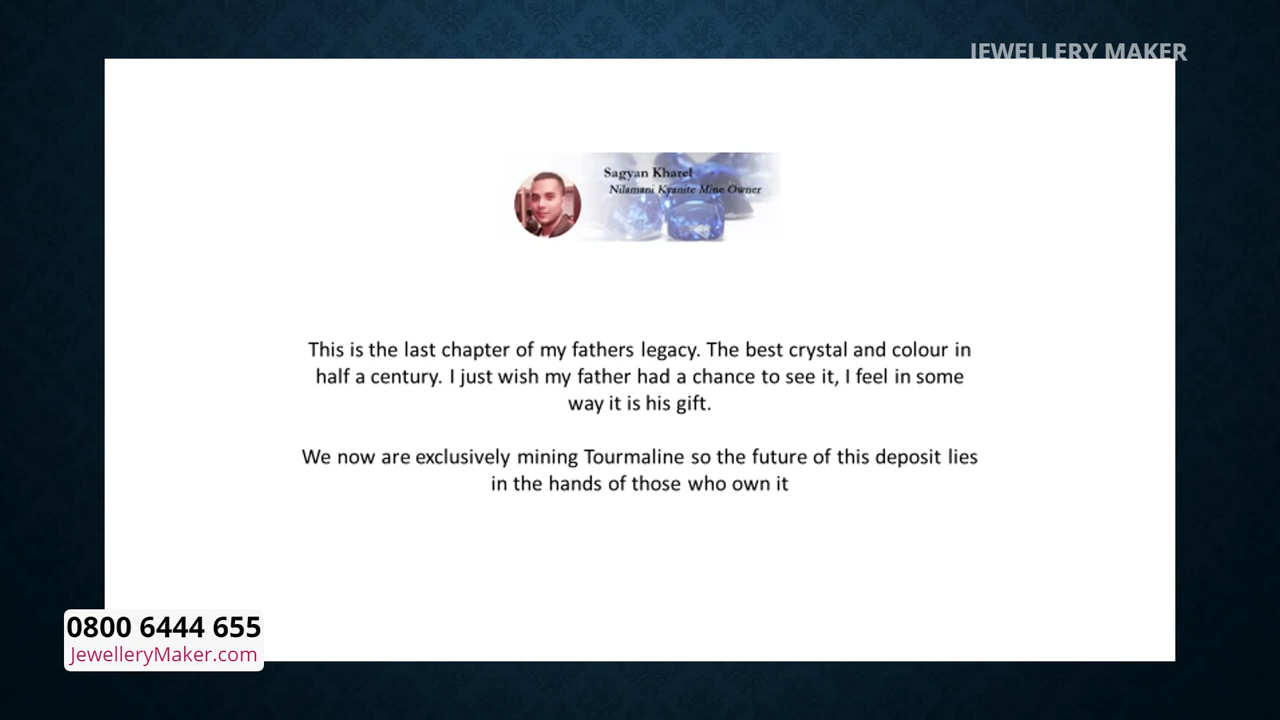 JEWELLERY MAKER
Sagyan Kharel
Nilamani Kyanite Mine Owner
This is the last chapter of my fathers legacy. The best crystal and colour in
half a century. I just wish my father had a chance to see it, I feel in some
way it is his gift.
We now are exclusively mining Tourmaline so the future of this deposit lies
in the hands of those who own it
0800 6444 655
JewelleryMaker.com